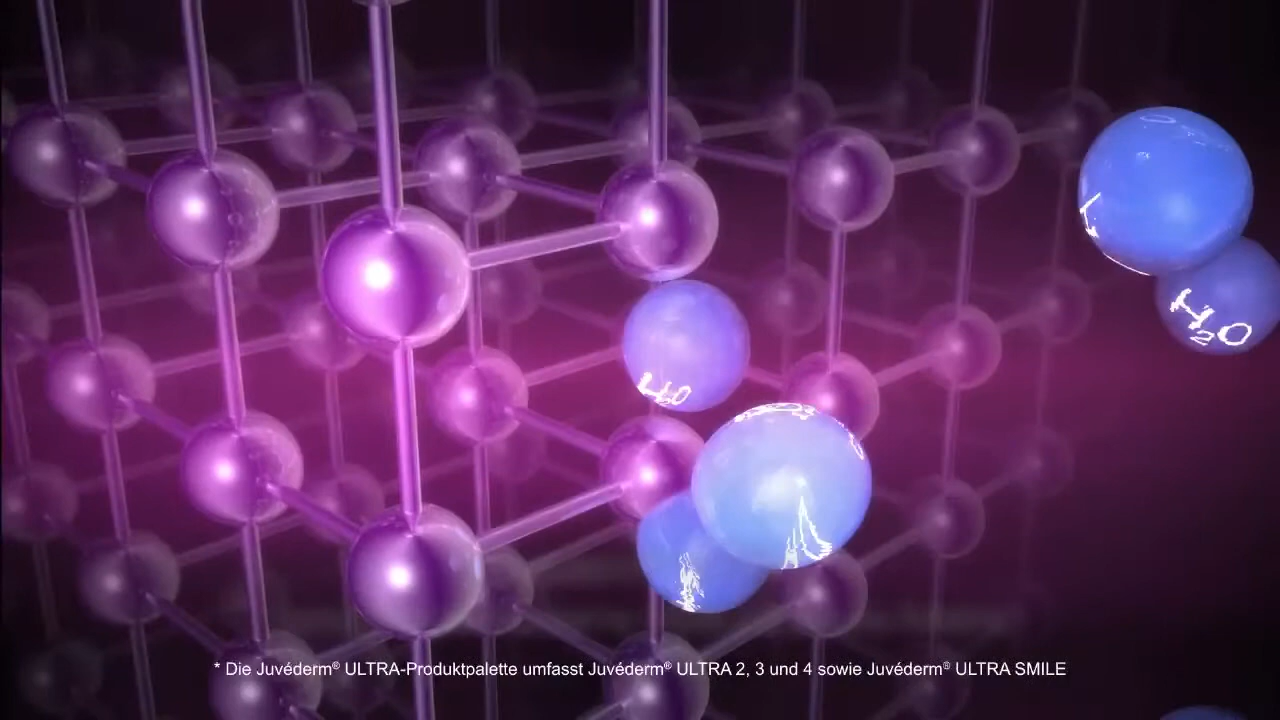 H₂O
H₂O
* Die Juvéderm® ULTRA-Produktpalette umfasst Juvéderm® ULTRA 2, 3 und 4 sowie Juvéderm® ULTRA SMILE